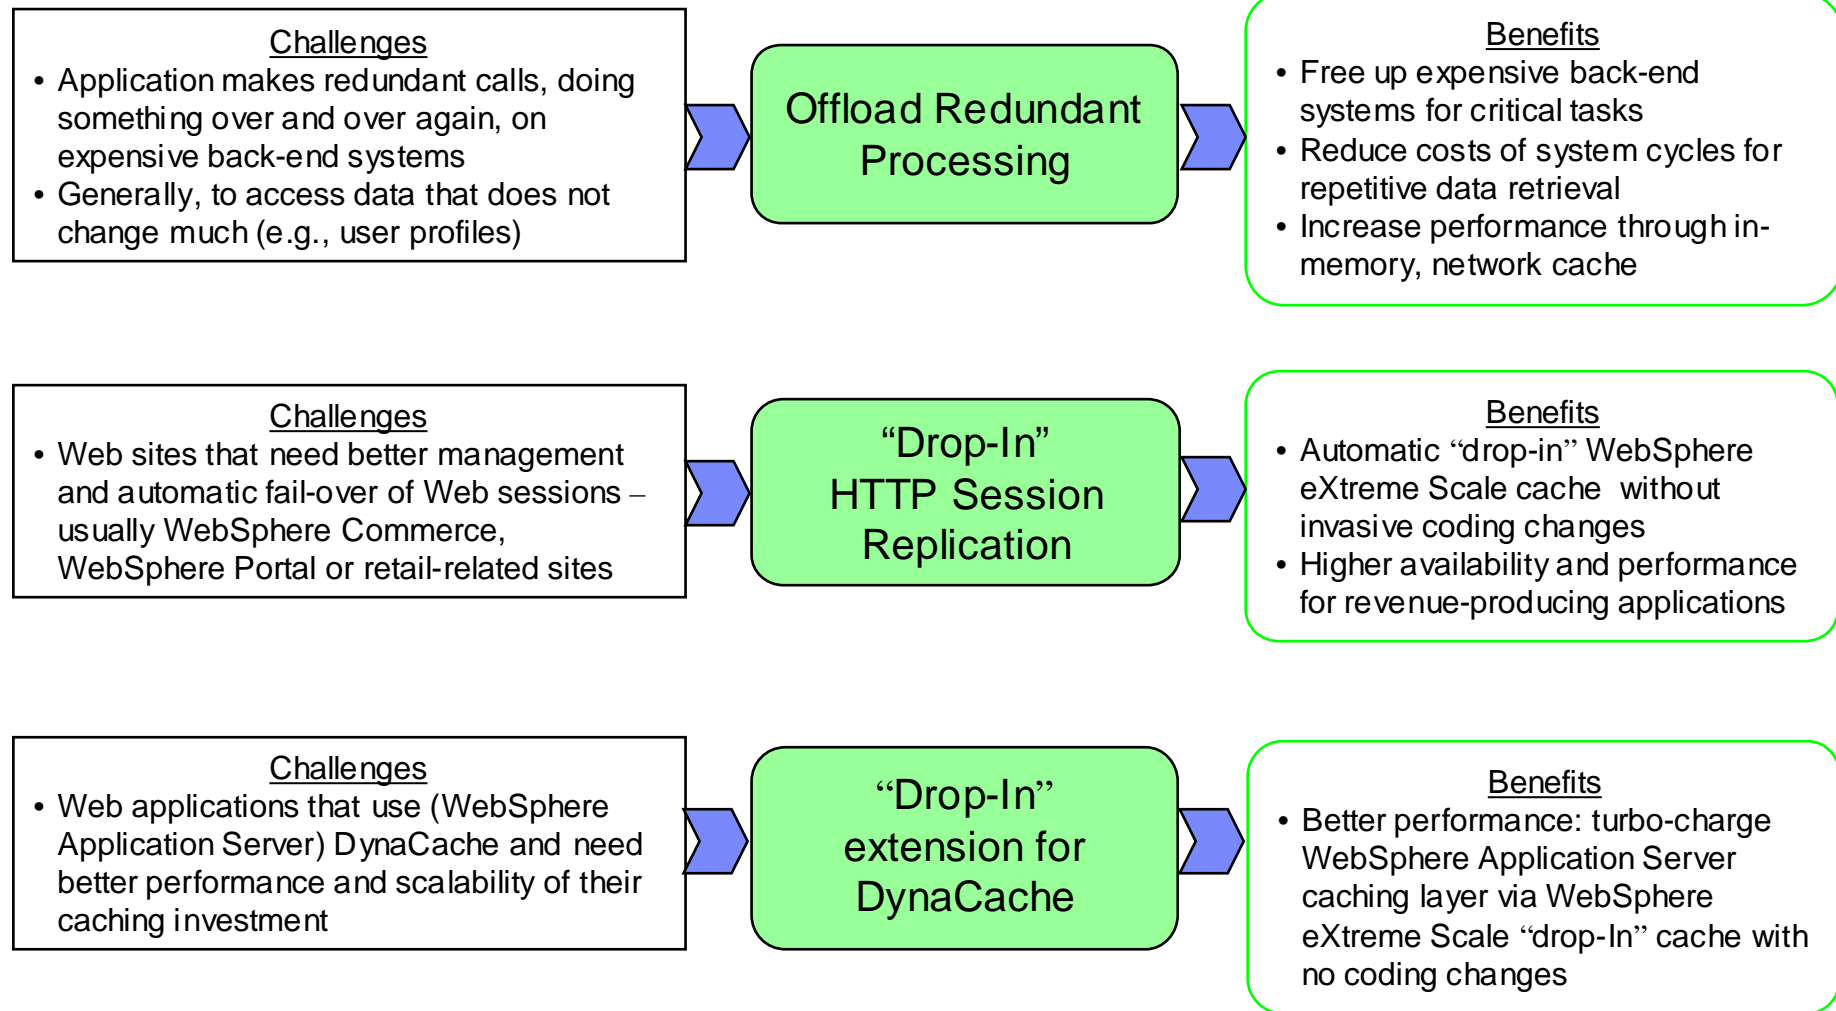 Challenges
• Application makes redundant calls, doing
something over and over again, on
expensive back-end systems
• Generally, to access data that does not
change much (e.g., user profiles)
Offload Redundant
Processing
Benefits
• Free up expensive back-end
systems for critical tasks
• Reduce costs of system cycles for
repetitive data retrieval
• Increase performance through in-
memory, network cache
Challenges
• Web sites that need better management
and automatic fail-over of Web sessions –
usually WebSphere Commerce,
WebSphere Portal or retail-related sites
“Drop-In”
HTTP Session
Replication
Benefits
• Automatic “drop-in” WebSphere
eXtreme Scale cache without
invasive coding changes
• Higher availability and performance
for revenue-producing applications
Challenges
• Web applications that use (WebSphere
Application Server) DynaCache and need
better performance and scalability of their
caching investment
“Drop-In”
extension for
DynaCache
Benefits
• Better performance: turbo-charge
WebSphere Application Server
caching layer via WebSphere
eXtreme Scale “drop-In” cache with
no coding changes